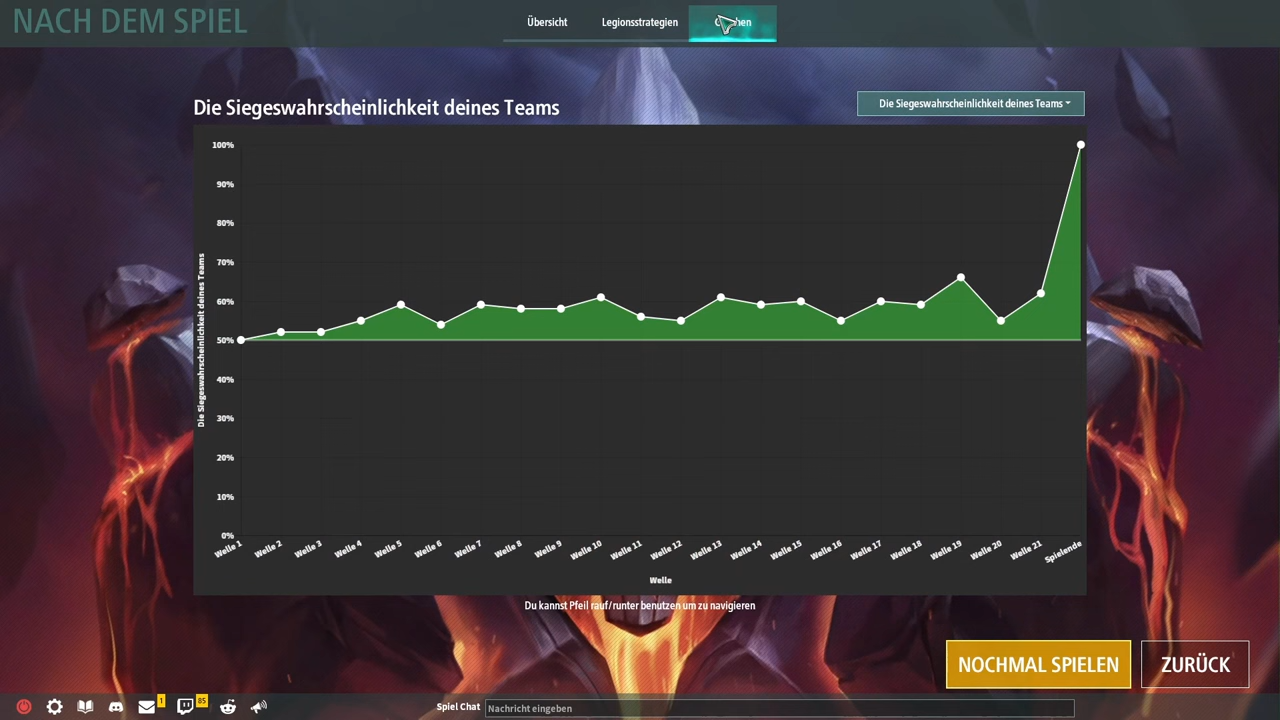 NACH DEM SPIEL
Übersicht
Legionsstrategien
Die Siegeswahrscheinlichkeit deines Teams
Die Siegeswahrscheinlichkeit deines Teams
Die Siegeswahrscheinlichkeit deines Teams
100%
90%
80%
70%
60%
50%
40%
30%
20%
10%
0%
Welle 1
Welle 2
Welle 3
Welle 4
Welle 5
Welle 6
Welle 7
Welle 8
Welle 9
Welle 10
Welle 11
Welle 12
Welle 13
Welle 14
Welle 15
Welle 16
Welle 17
Welle 18
Welle 19
Welle 20
Welle 21
Spielende
Welle
Du kannst Pfeil rauf/runter benutzen um zu navigieren
NOCHMAL SPIELEN
ZURÜCK
1
85
Spiel Chat
Nachricht eingeben